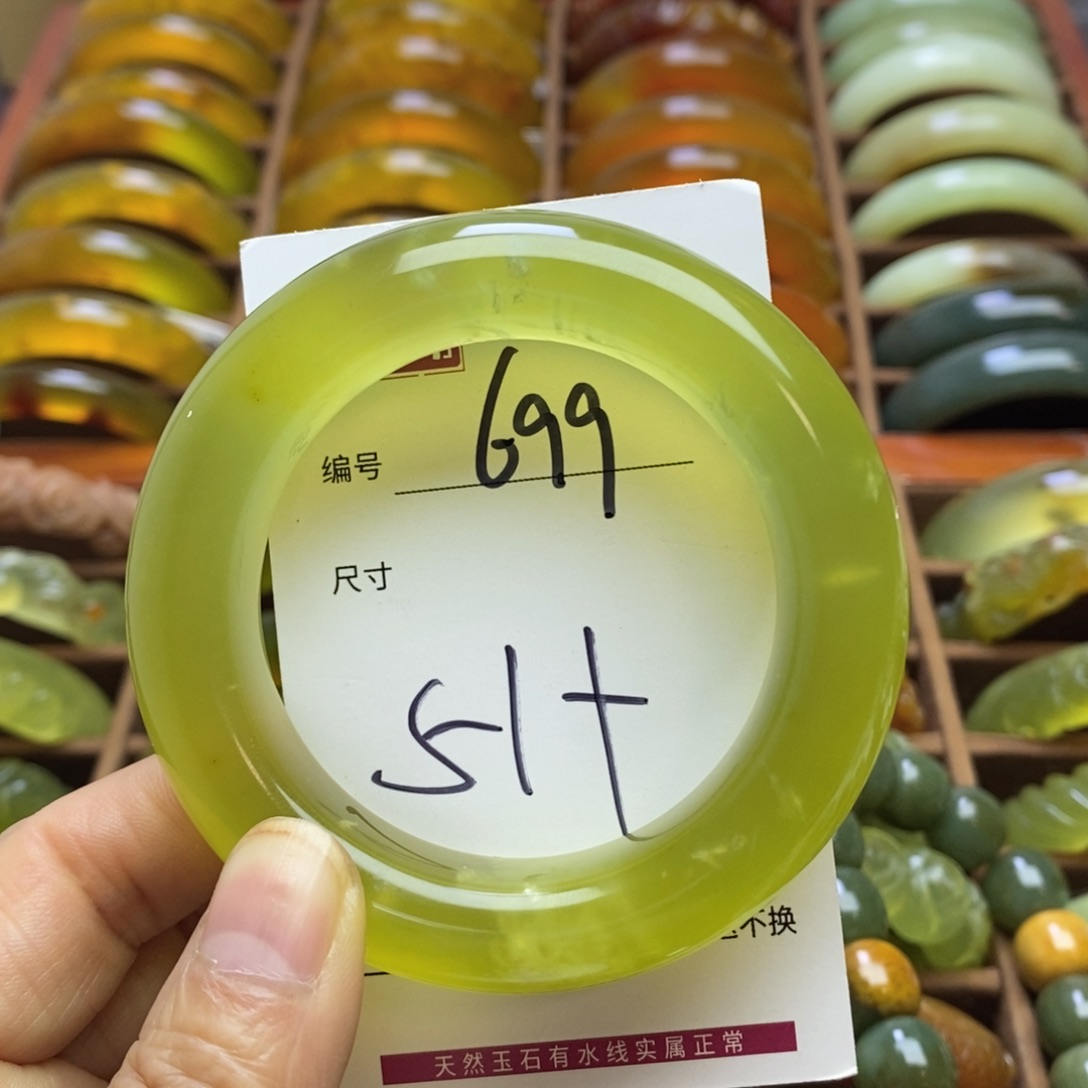 编号 699
尺寸
51+
不换
天然玉石有水线实属正常